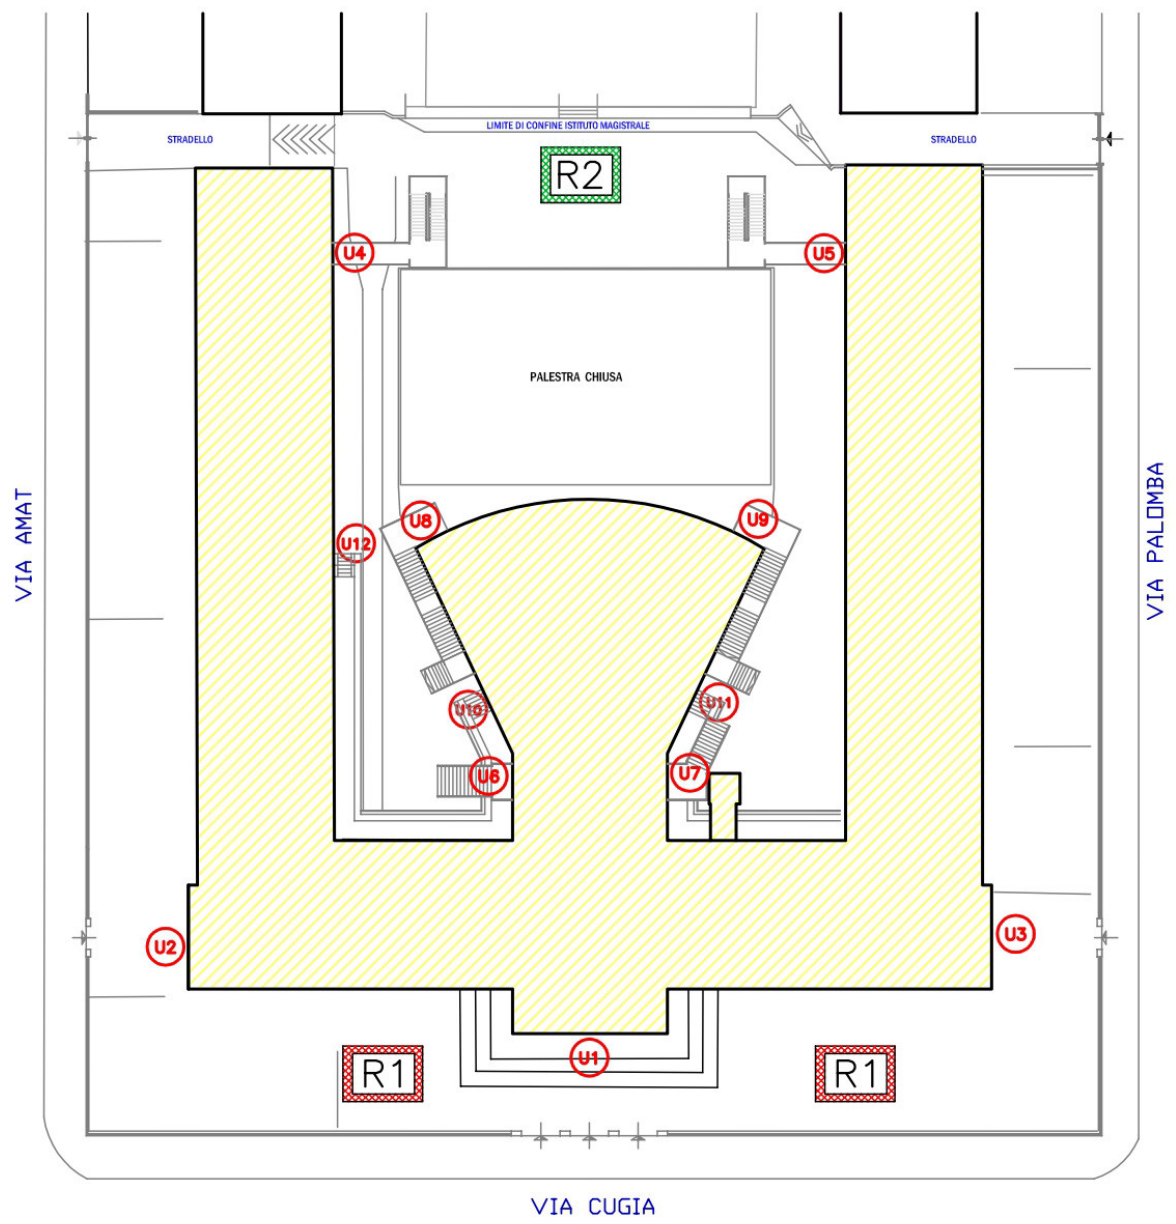 LIMITE DI CONFINE ISTITUTO MAGISTRALE
STRADELLO
STRADELLO
R2
U4
U5
PALESTRA CHIUSA
VIA AMAT
VIA PALOMBA
U8
U9
U12
U10
U11
U6
U7
U2
U3
U1
R1
R1
VIA CUGIA